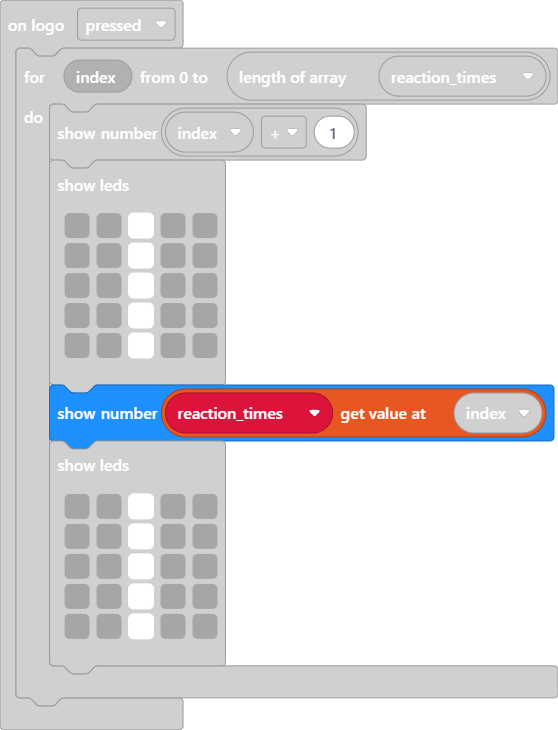 on logo pressed
for index from 0 to length of array reaction_times
do
show number index + 1
show leds
show number reaction_times get value at index
show leds